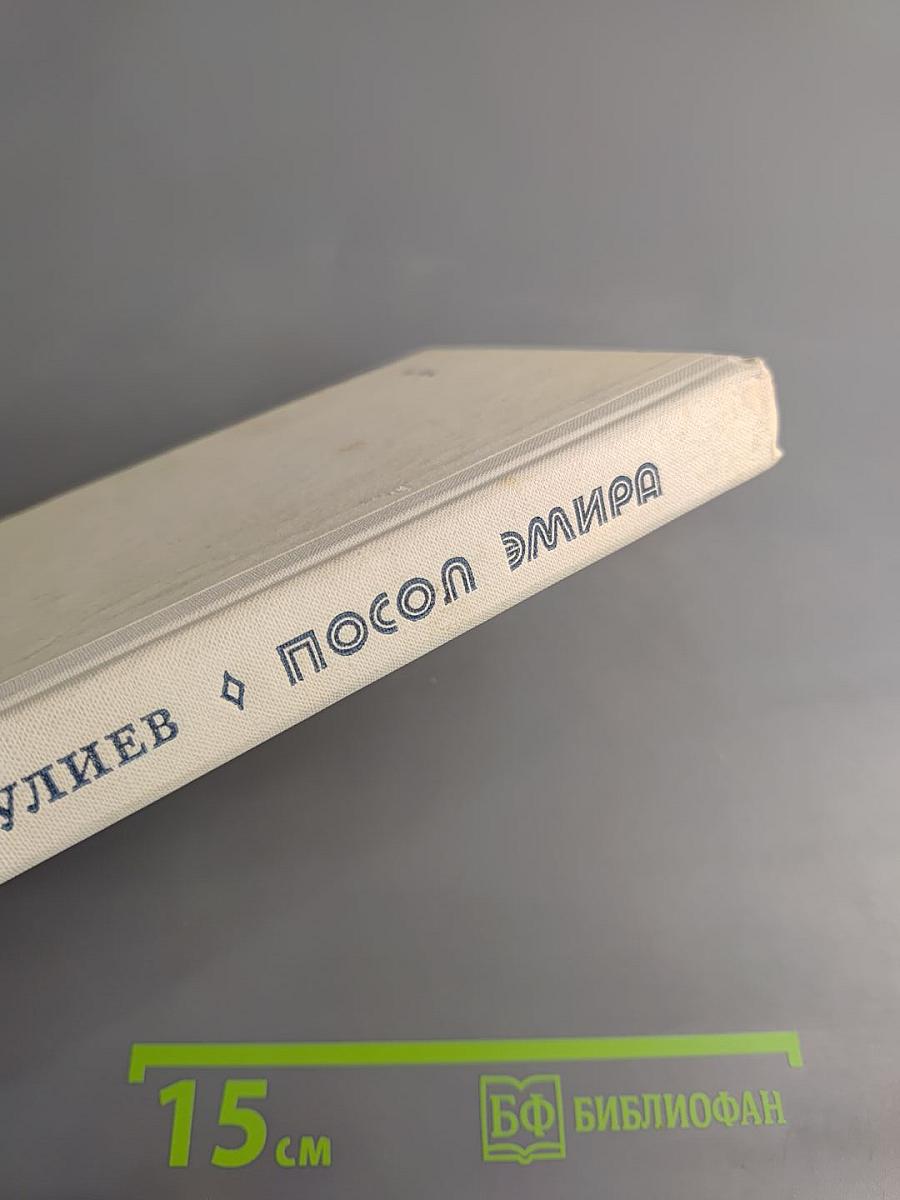 УЛИЕВ ◊ ПОСОЛ ЭМИРА
15 см
БФ БИБЛИОФАН